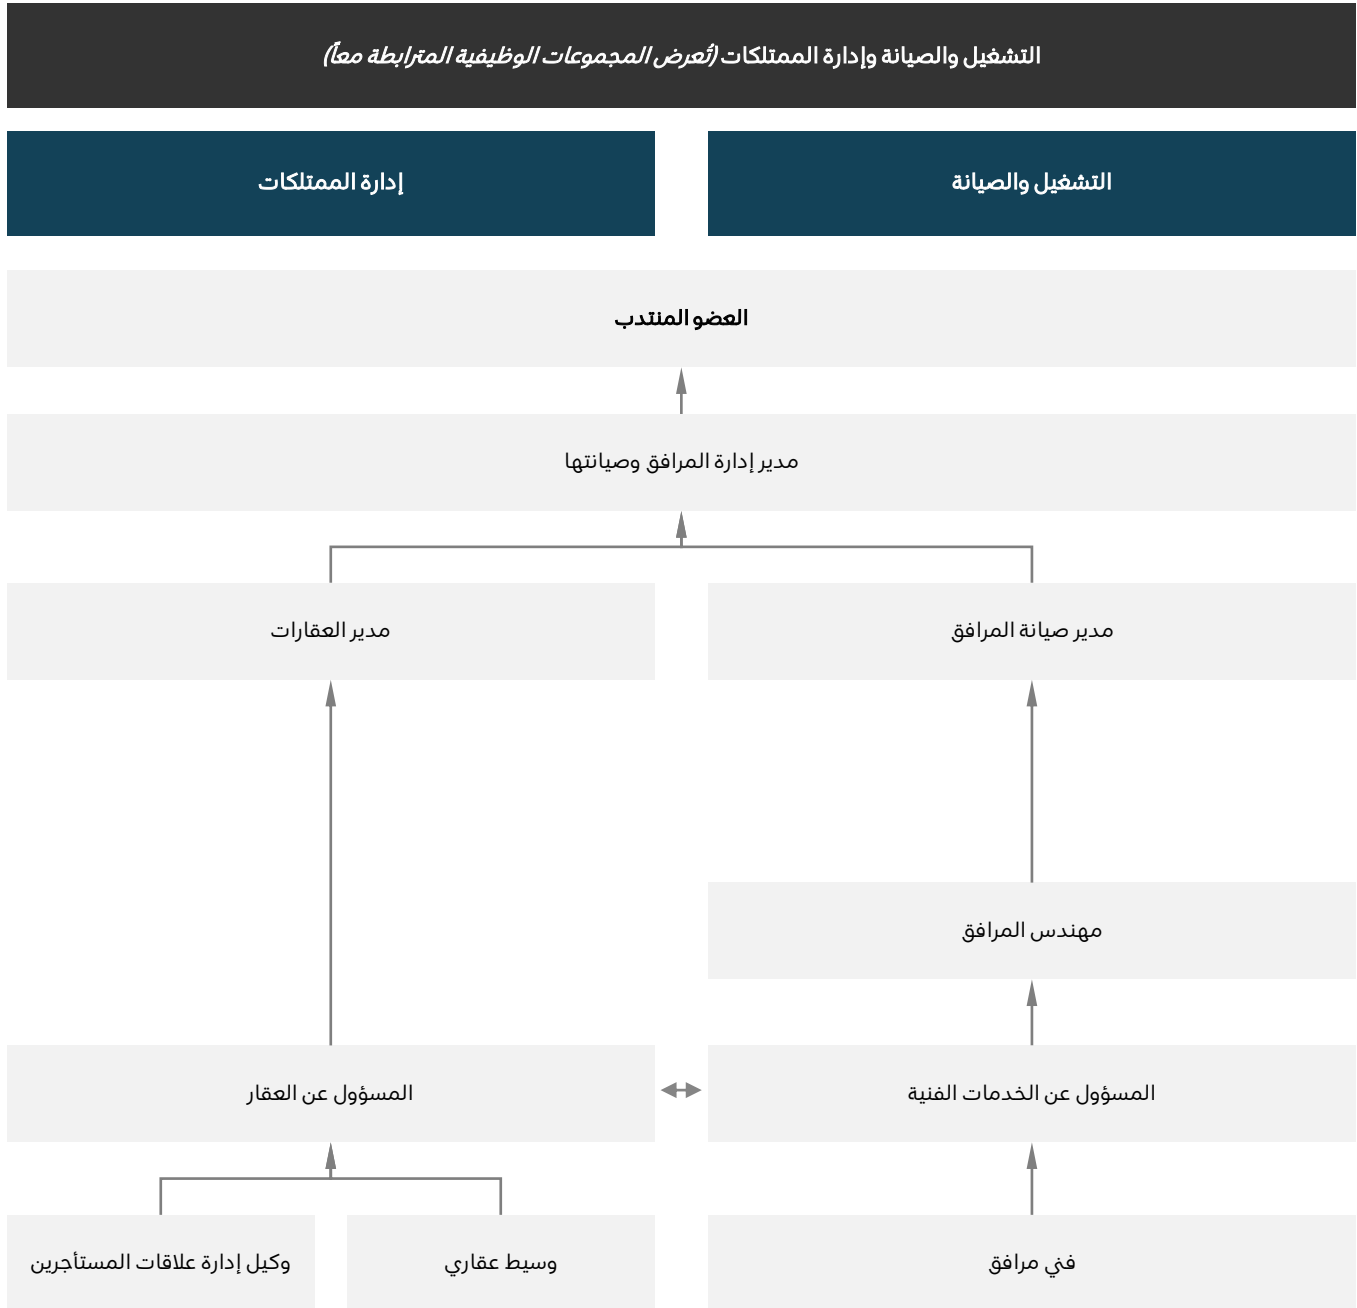 التشغيل والصيانة وإدارة الممتلكات (تُعرض المجموعات الوظيفية المترابطة معاً)
التشغيل والصيانة
إدارة الممتلكات
العضو المنتدب
مدير إدارة المرافق وصيانتها
مدير صيانة المرافق
مدير العقارات
مهندس المرافق
المسؤول عن الخدمات الفنية
المسؤول عن العقار
فني مرافق
وسيط عقاري
وكيل إدارة علاقات المستأجرين